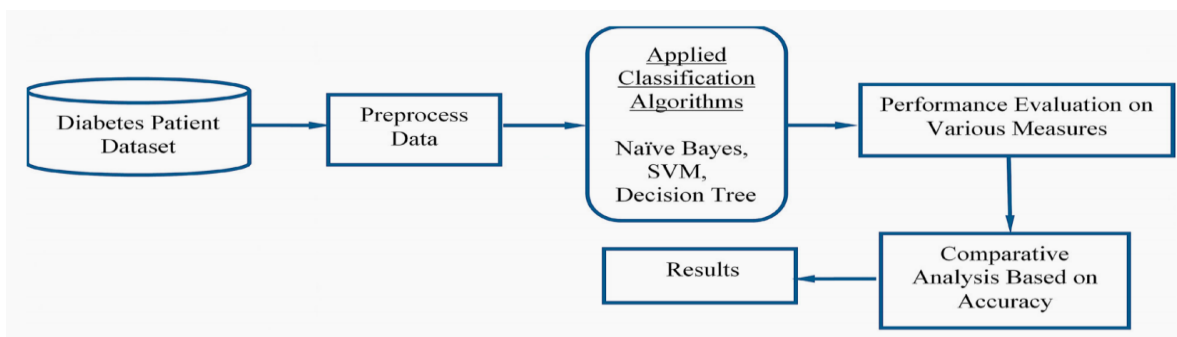 Diabetes Patient
Dataset
Preprocess
Data
Applied
Classification
Algorithms
Naïve Bayes,
SVM,
Decision Tree
Performance Evaluation on
Various Measures
Comparative
Analysis Based on
Accuracy
Results